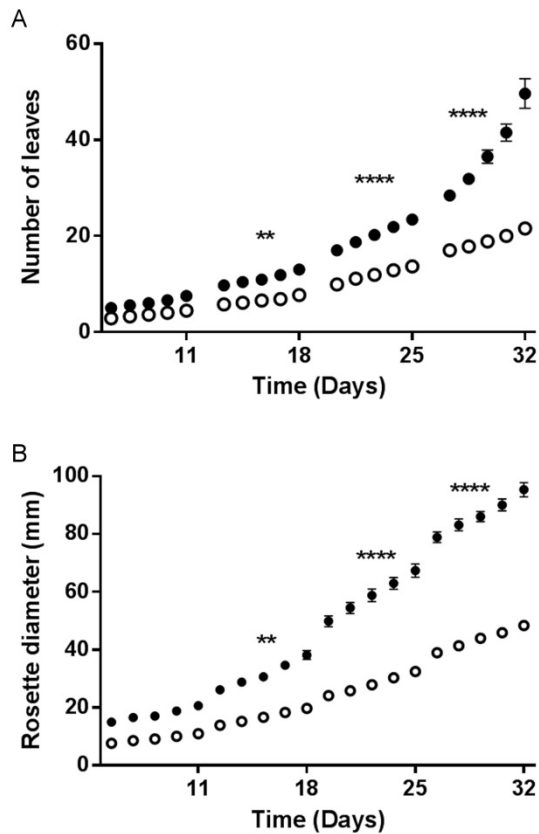 A
60
40
20
0
Number of leaves
**
****
****
11 18 25 32
Time (Days)
B
100
80
60
40
20
0
Rosette diameter (mm)
**
****
****
11 18 25 32
Time (Days)